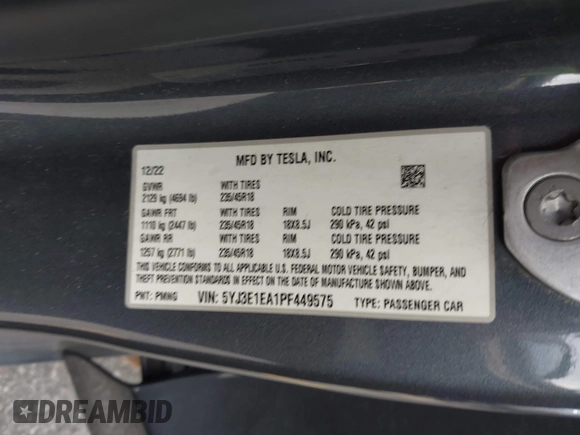 MFD BY TESLA, INC.
12/22
GVWR WITH TIRES
2129 kg (4694 lb) 235/45R18
GAWR FRT WITH TIRES RIM COLD TIRE PRESSURE
1110 kg (2447 lb) 235/45R18 18X8.5J 290 kPa, 42 psi
GAWR RR WITH TIRES RIM COLD TIRE PRESSURE
1257 kg (2771 lb) 235/45R18 18X8.5J 290 kPa, 42 psi
THIS VEHICLE CONFORMS TO ALL APPLICABLE U.S. FEDERAL MOTOR VEHICLE SAFETY, BUMPER, AND
THEFT PREVENTION STANDARDS IN EFFECT ON THE DATE OF MANUFACTURE SHOWN ABOVE.
PNT: PMNG VIN: 5YJ3E1EA1PF449575 TYPE: PASSENGER CAR
DREAMBID